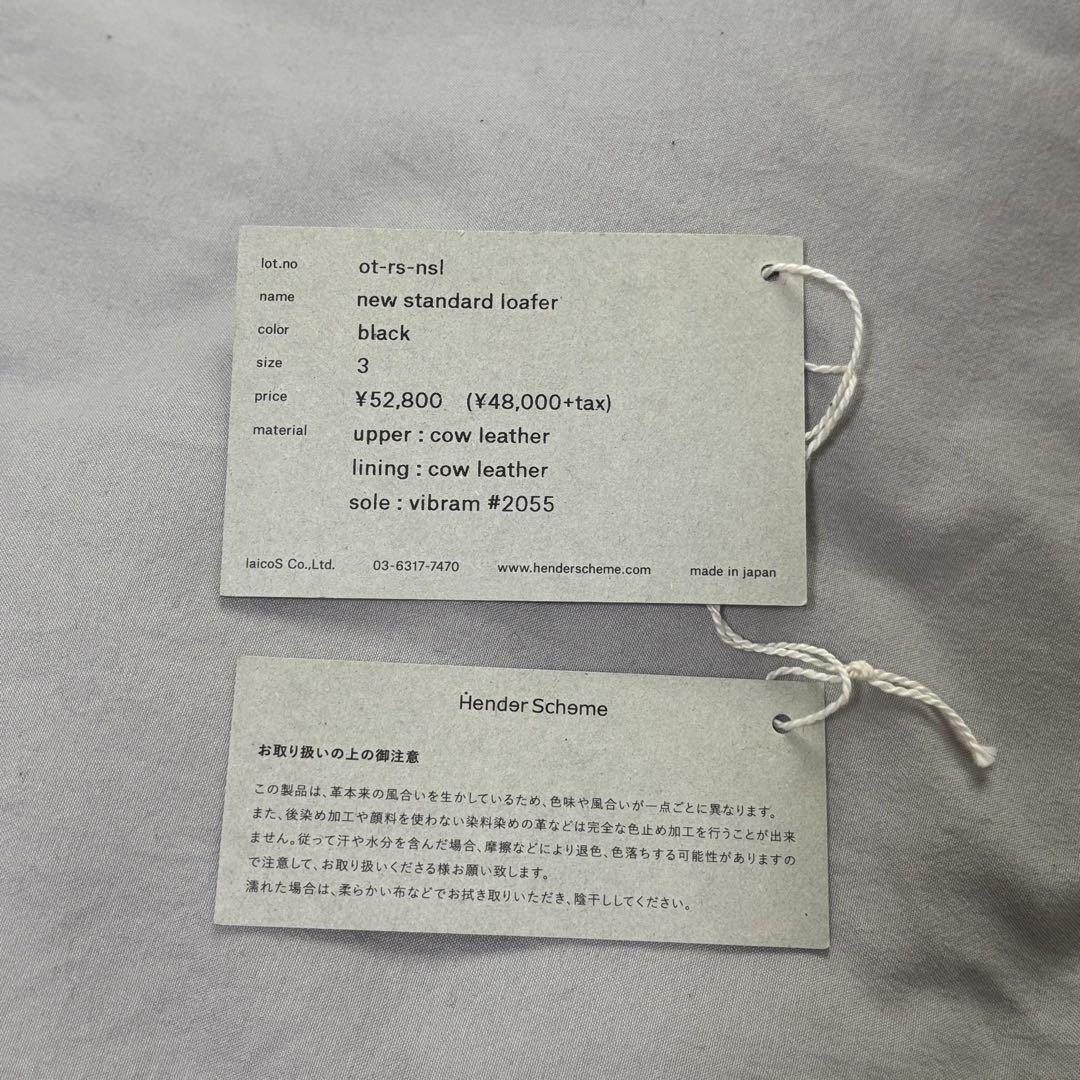 lot.no ot-rs-nsl
name new standard loafer
color black
size 3
price ¥52,800 (¥48,000+tax)
material upper : cow leather
lining : cow leather
sole : vibram #2055
laicoS Co.,Ltd. 03-6317-7470 www.henderscheme.com made in japan
Hender Scheme
お取り扱いの上の御注意
この製品は、革本来の風合いを生かしているため、色味や風合いが一点ごとに異なります。
また、後染め加工や顔料を使わない染料染めの革などは完全な色止め加工を行うことが出来
ません。従って汗や水分を含んだ場合、摩擦などにより退色、色落ちする可能性がありますの
で注意して、お取り扱いくださる様お願い致します。
濡れた場合は、柔らかい布などでお拭き取りいただき、陰干ししてください。